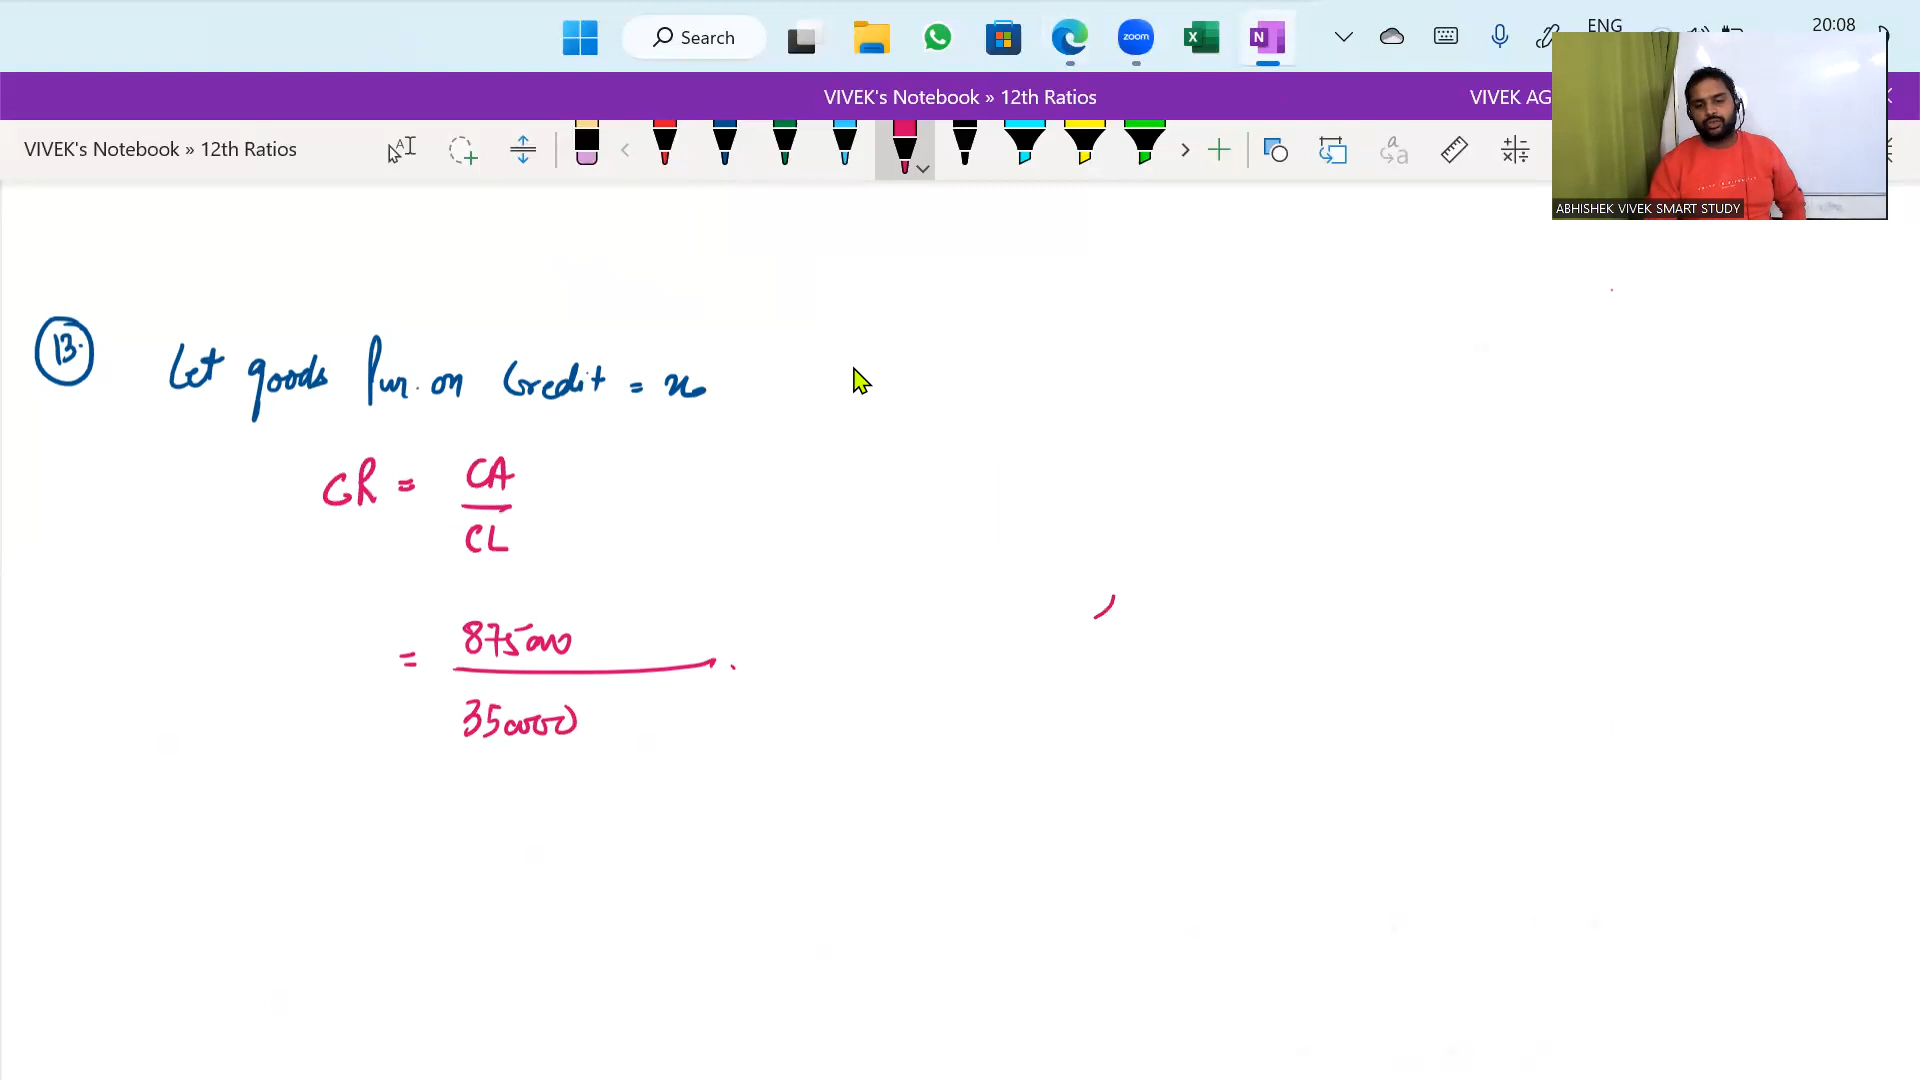 Search
zoom
X
N
ENG
20:08
VIVEK's Notebook » 12th Ratios
VIVEK AG
VIVEK's Notebook » 12th Ratios
ABHISHEK VIVEK SMART STUDY
13.
Let goods Pur. on Credit = x
CR = CA
CL
= 875000
350000